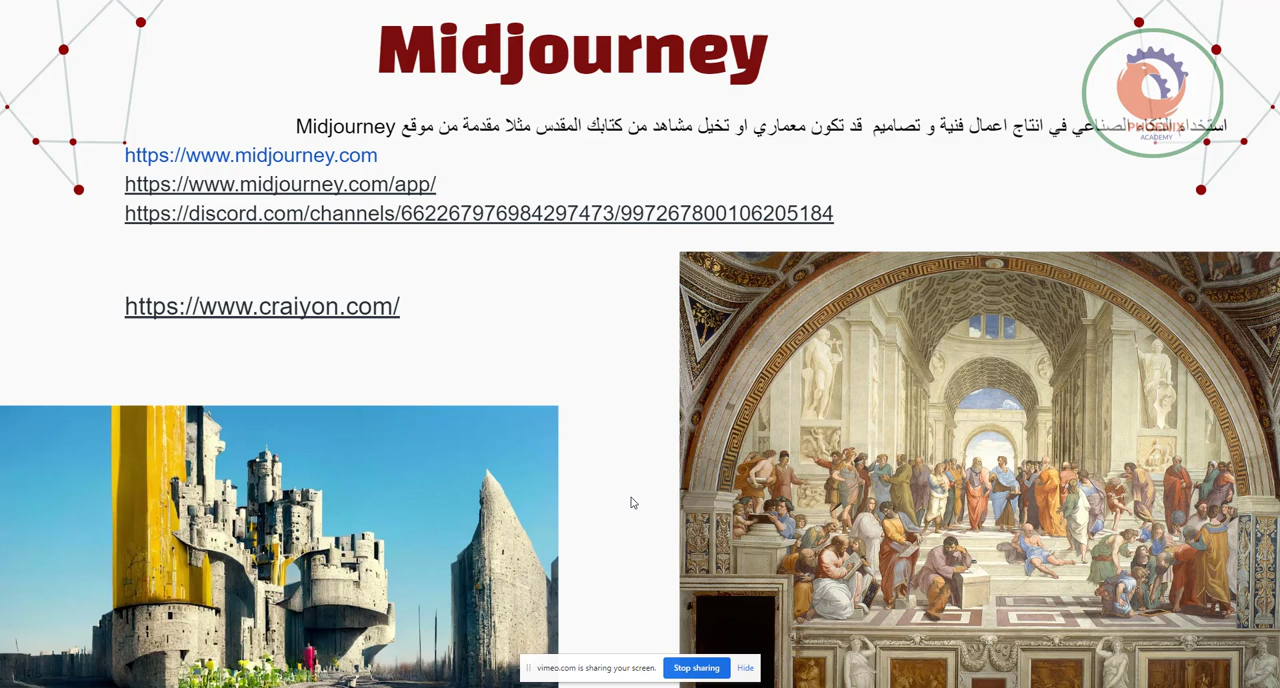 Midjourney
استخدام الذكاء الصناعي في انتاج اعمال فنية و تصاميم قد تكون معماري او تخيل مشاهد من كتابك المقدس مثلا مقدمة من موقع Midjourney
https://www.midjourney.com
https://www.midjourney.com/app/
https://discord.com/channels/662267976984297473/997267800106205184
https://www.craiyon.com/
PHOENIX
ACADEMY
vimeo.com is sharing your screen.
Stop sharing
Hide